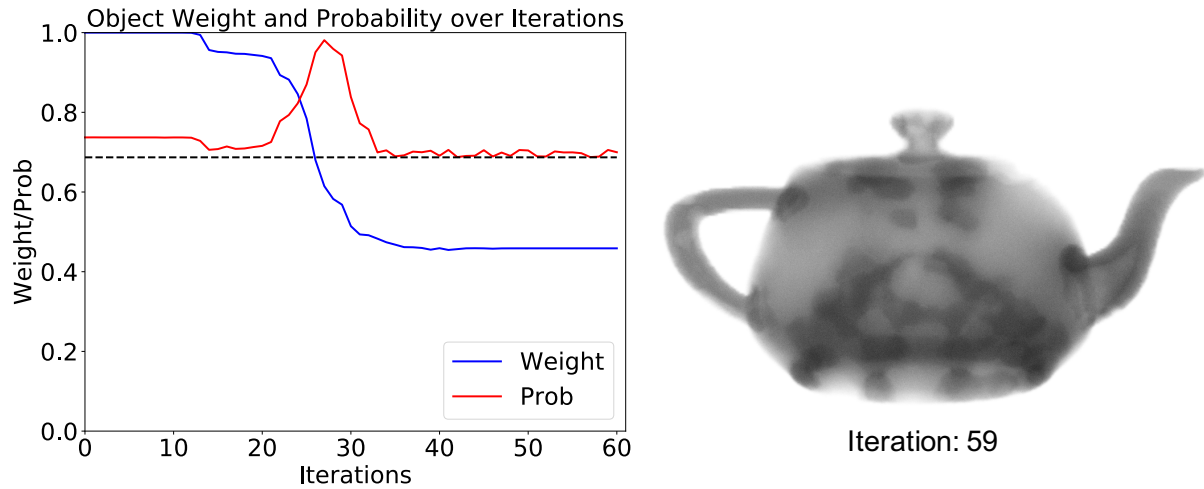 Object Weight and Probability over Iterations
Weight/Prob
1.0
0.8
0.6
0.4
0.2
0.0
Weight
Prob
0 10 20 30 40 50 60
Iterations
Iteration: 59